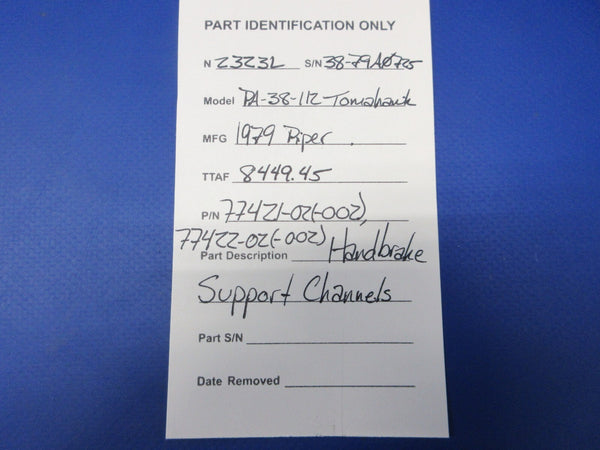 PART IDENTIFICATION ONLY
N 2323L S/N 38-79AØ725
Model PA-38-112 Tomahawk
MFG 1979 Piper
TTAF 8449.45
P/N 77421-02(-002),
77422-02(-002)
Part Description Handbrake
Support Channels
Part S/N
Date Removed